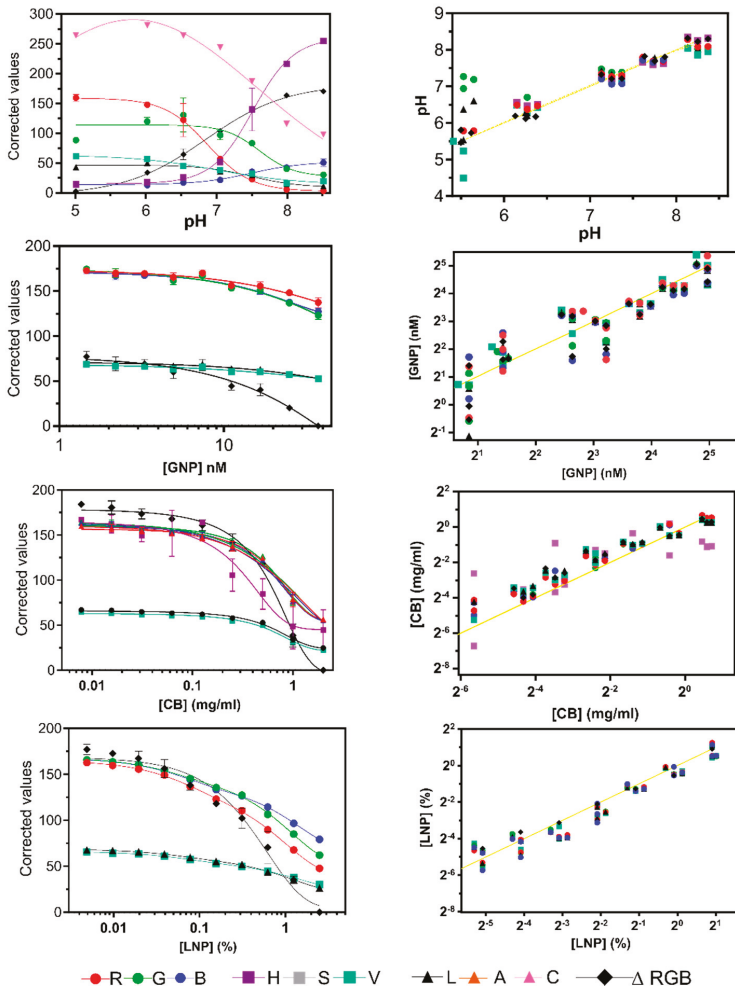 300
250
200
150
100
50
0
Corrected values
5 6 7 8
pH
9
8
7
6
5
4
pH
6 7 8
pH
200
150
100
50
0
Corrected values
1 10
[GNP] nM
2⁵
2⁴
2³
2²
2¹
2⁰
2⁻¹
[GNP] (nM)
2¹ 2² 2³ 2⁴ 2⁵
[GNP] (nM)
200
150
100
50
0
Corrected values
0.01 0.1 1
[CB] (mg/ml)
2²
2⁰
2⁻²
2⁻⁴
2⁻⁶
2⁻⁸
[CB] (mg/ml)
2⁻⁶ 2⁻⁴ 2⁻² 2⁰
[CB] (mg/ml)
200
150
100
50
0
Corrected values
0.01 0.1 1
[LNP] (%)
2²
2⁰
2⁻²
2⁻⁴
2⁻⁶
2⁻⁸
[LNP] (%)
2⁻⁵ 2⁻⁴ 2⁻³ 2⁻² 2⁻¹ 2⁰ 2¹
[LNP] (%)
R G B H S V L A C Δ RGB